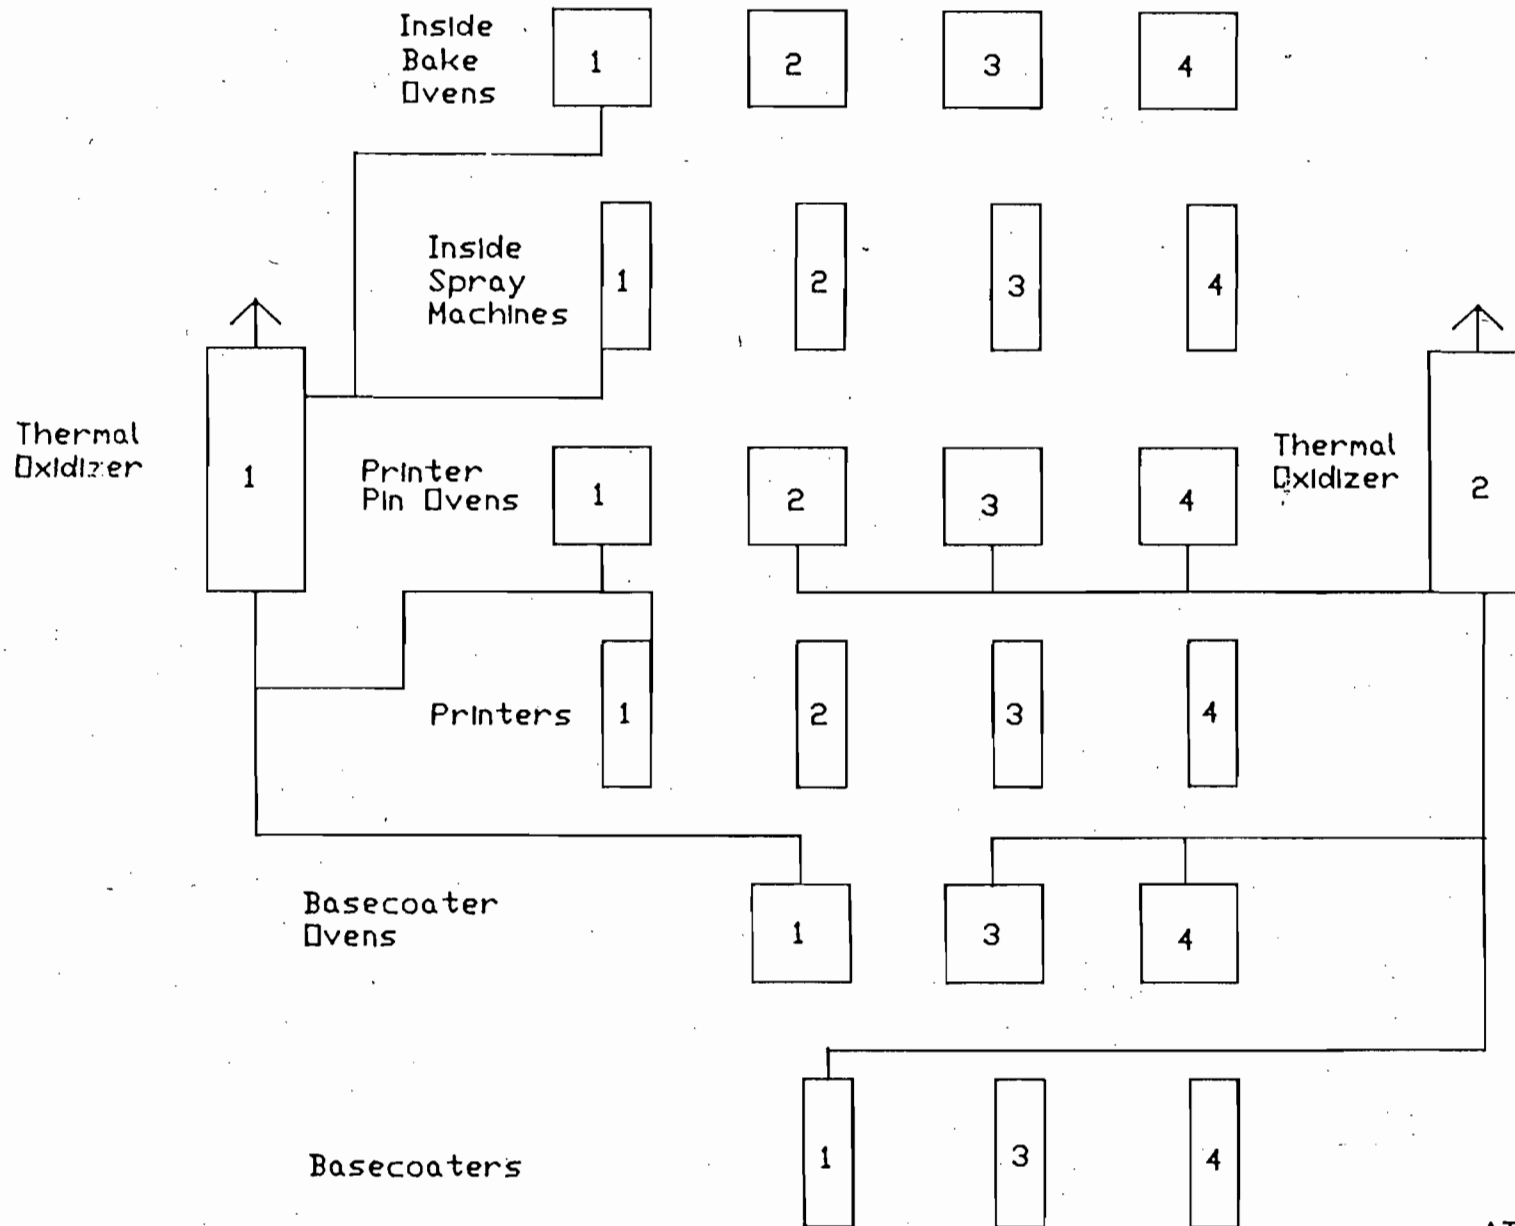 Inside
Bake
Ovens
1
2
3
4
Inside
Spray
Machines
1
2
3
4
Thermal
Oxidizer
1
Printer
Pin Ovens
1
2
3
4
Thermal
Oxidizer
2
Printers
1
2
3
4
Basecoater
Ovens
1
3
4
Basecoaters
1
3
4